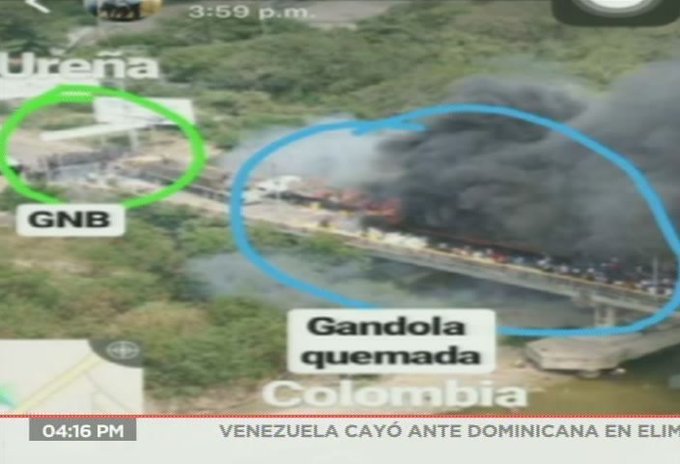 3:59 p.m.
Ureña
GNB
Gandola
quemada
Colombia
04:16 PM
VENEZUELA CAYÓ ANTE DOMINICANA EN ELIM